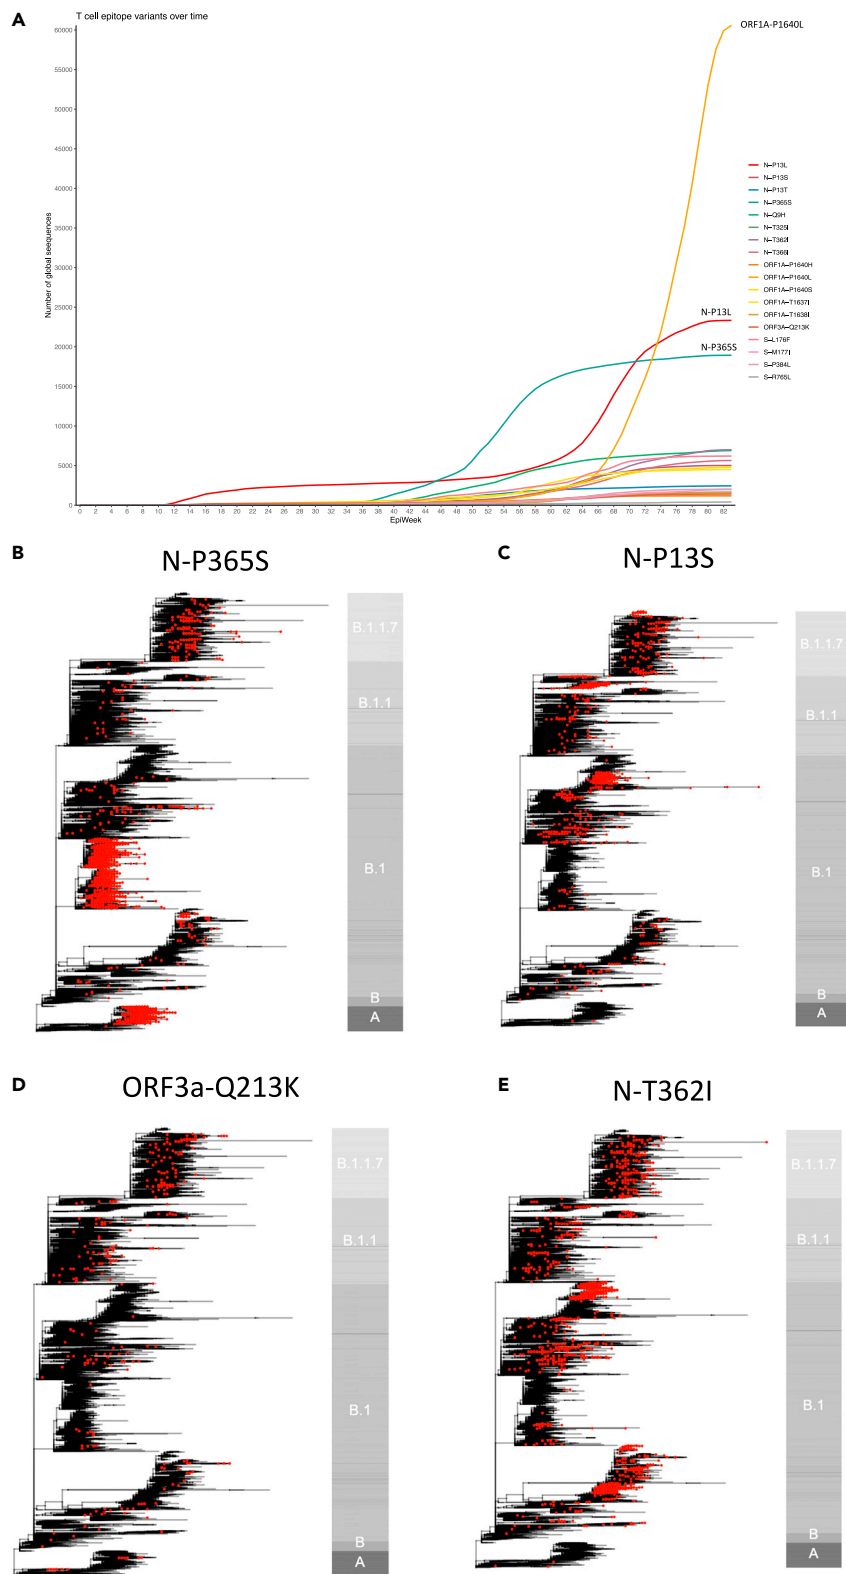 A
T cell epitope variants over time
Number of global seequences
60000
55000
50000
45000
40000
35000
30000
25000
20000
15000
10000
5000
0
0 2 4 6 8 10 12 14 16 18 20 22 24 26 28 30 32 34 36 38 40 42 44 46 48 50 52 54 56 58 60 62 64 66 68 70 72 74 76 78 80 82
EpiWeek
ORF1A-P1640L
N-P13L
N-P365S
N-P13L
N-P13S
N-P13T
N-P365S
N-Q9H
N-T325I
N-T362I
N-T366I
ORF1A-P1640H
ORF1A-P1640L
ORF1A-P1640S
ORF1A-T1637I
ORF1A-T1638I
ORF3A-Q213K
S-L176F
S-M177I
S-P384L
S-R765L
B
N-P365S
B.1.1.7
B.1.1
B.1
B
A
C
N-P13S
B.1.1.7
B.1.1
B.1
B
A
D
ORF3a-Q213K
B.1.1.7
B.1.1
B.1
B
A
E
N-T362I
B.1.1.7
B.1.1
B.1
B
A